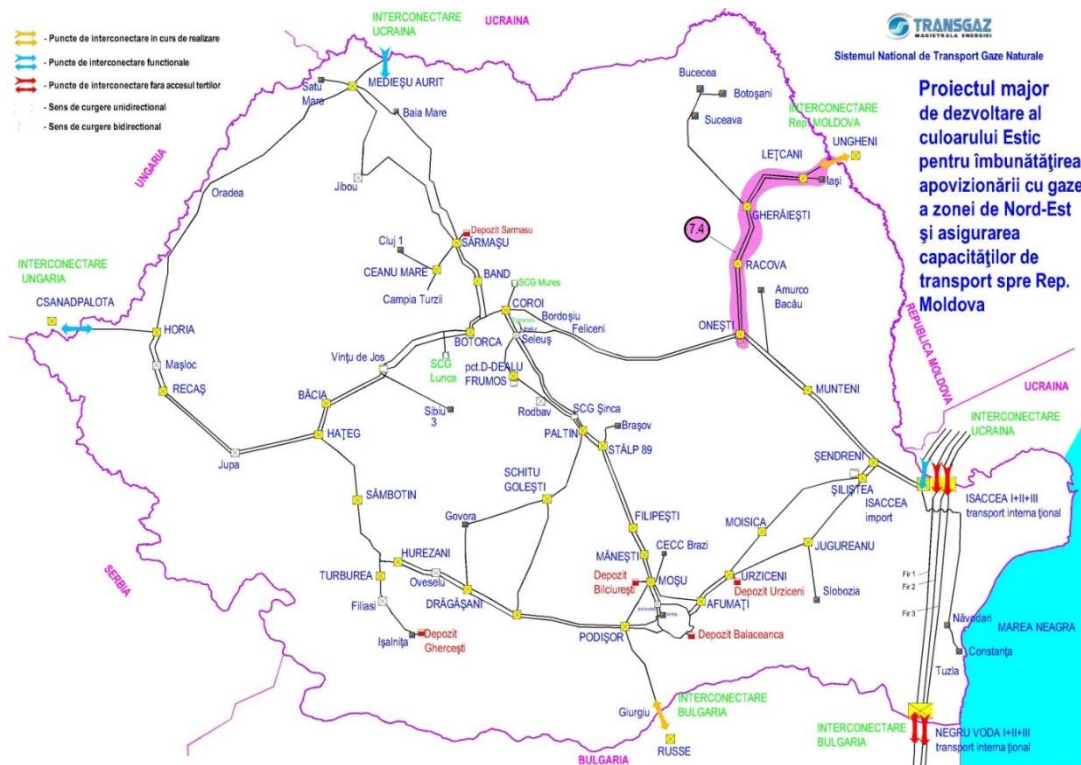 - Puncte de interconectare in curs de realizare
- Puncte de interconectare functionale
- Puncte de interconectare fara accesul tertilor
- Sens de curgere unidirectional
- Sens de curgere bidirectional
INTERCONECTARE
UCRAINA
UCRAINA
TRANSGAZ
MAGISTRALA ENERGIEI
Sistemul National de Transport Gaze Naturale
Proiectul major
de dezvoltare al
culoarului Estic
pentru îmbunătăţirea
apovizionării cu gaze
a zonei de Nord-Est
şi asigurarea
capacităţilor de
transport spre Rep.
Moldova
MEDIEŞU AURIT
Satu
Mare
Baia Mare
Bucecea
Botoşani
Suceava
INTERCONECTARE
Rep. MOLDOVA
UNGHENI
LEŢCANI
Iaşi
GHERĂIEŞTI
UNGARIA
Oradea
Jibou
Depozit Sarmasu
SĂRMAŞU
Cluj 1
CEANU MARE
Campia Turzii
BAND
7.4
RACOVA
Amurco
Bacău
INTERCONECTARE
UNGARIA
CSANADPALOTA
HORIA
Maşloc
RECAŞ
SCG Mures
COROI
Bordoşiu
Feliceni
Seleuş
BOTORCA
SCG
Lunca
Vinţu de Jos
pct.D-DEALU
FRUMOS
Rodbav
ONEŞTI
MUNTENI
REPUBLICA MOLDOVA
UCRAINA
INTERCONECTARE
UCRAINA
BĂCIA
Sibiu
3
HAŢEG
Jupa
SCG Şinca
PALTIN
Braşov
STÂLP 89
ŞENDRENI
ŞILIŞTEA
ISACCEA
import
ISACCEA I+II+III
transport internaţional
SÂMBOTIN
SCHITU
GOLEŞTI
Govora
FILIPEŞTI
CECC Brazi
MĂNEŞTI
MOISICA
JUGUREANU
SERBIA
HUREZANI
Oveselu
TURBUREA
DRĂGĂŞANI
Filiasi
Işalniţa
Depozit
Gherceşti
Depozit
Bilciureşti
MOŞU
URZICENI
Depozit Urziceni
AFUMAŢI
Slobozia
PODIŞOR
Depozit Balaceanca
Fir 1
Fir 2
Fir 3
Năvodari
MAREA NEAGRA
Constanţa
Tuzla
Giurgiu
INTERCONECTARE
BULGARIA
RUSSE
BULGARIA
INTERCONECTARE
BULGARIA
NEGRU VODA I+II+III
transport internaţional